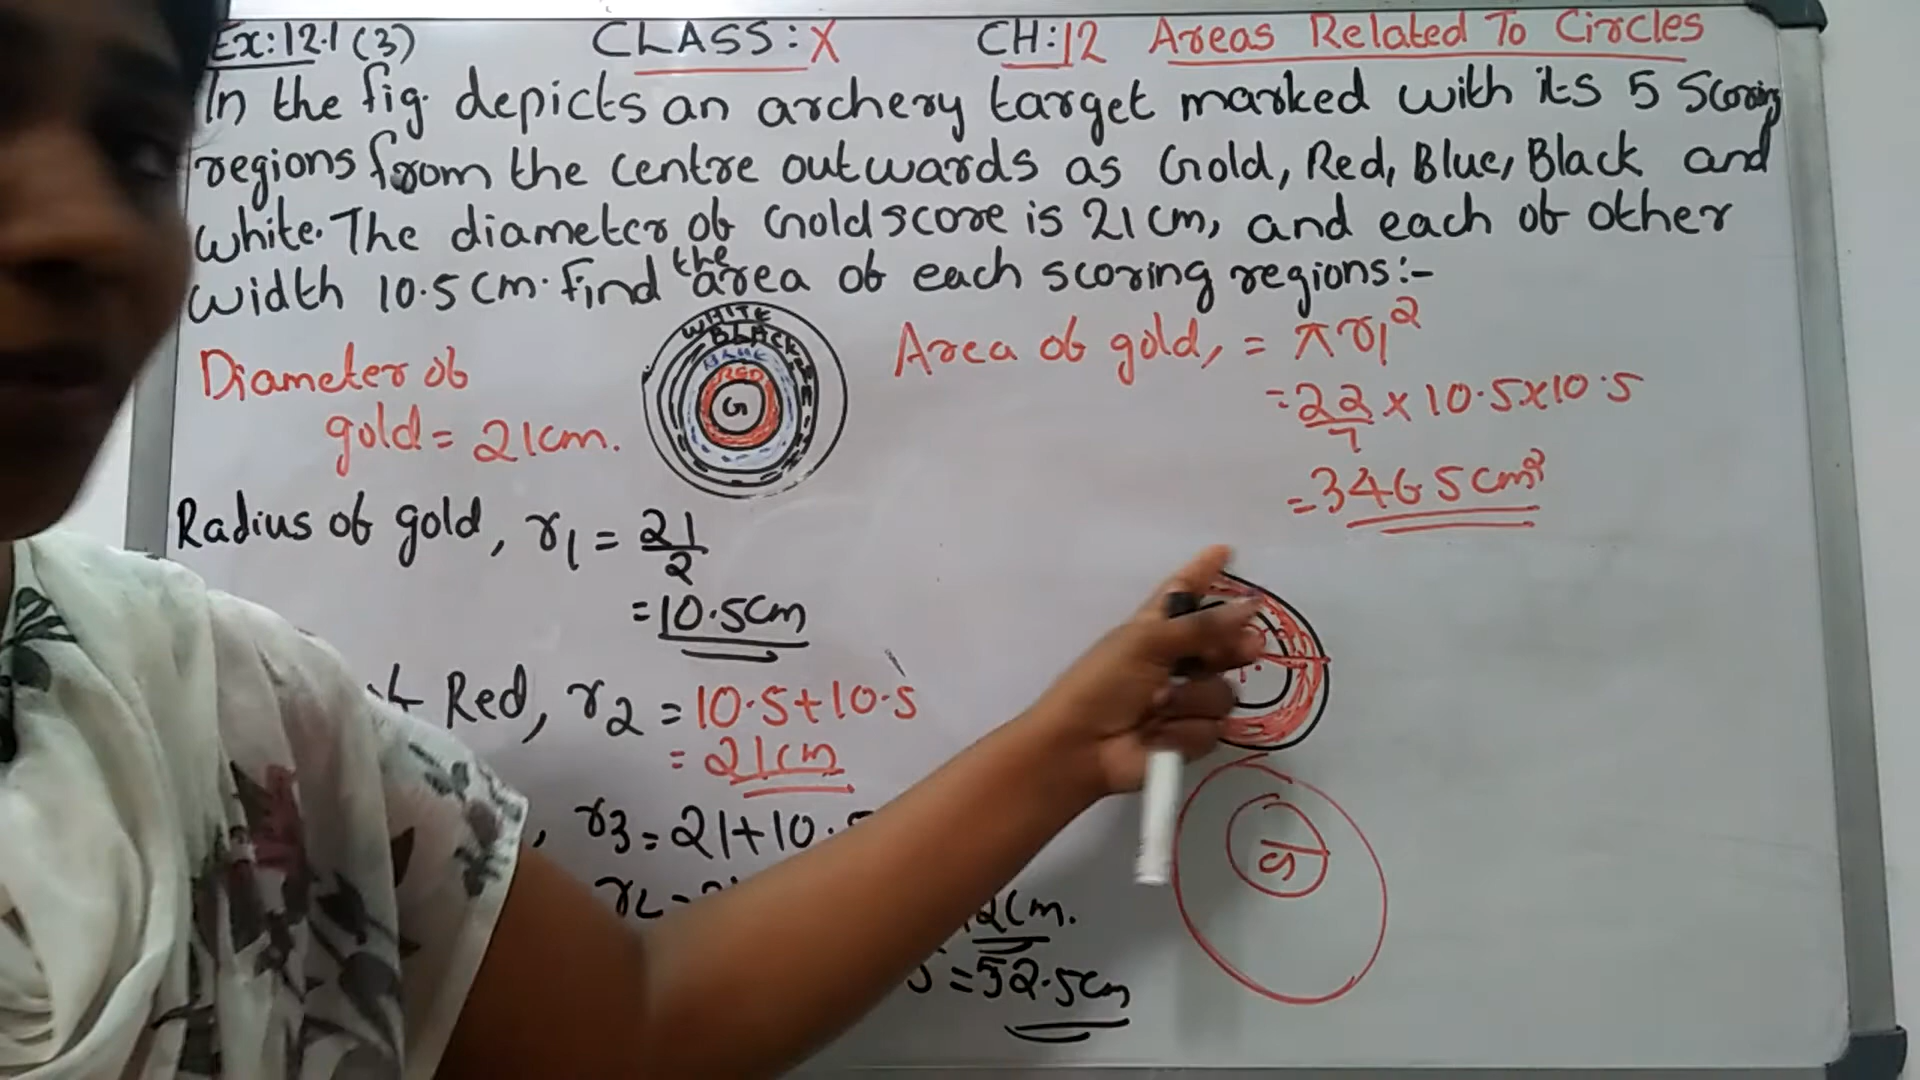 Ex:12.1 (3) CLASS: X CH:12 Areas Related To Circles
In the fig. depicts an archery target marked with its 5 Scoring
regions from the centre outwards as Gold, Red, Blue, Black and
white. The diameter of Gold score is 21 cm, and each of other
width 10.5 cm. Find the area of each scoring regions:-
WHITE
BLACK
BLUE
RED
G
Diameter of
gold = 21cm.
Radius of gold, r1 = 21/2
= 10.5cm
Red, r2 = 10.5+10.5
= 21cm
, r3 = 21+10.
2cm.
5 = 52.5cm
Area of gold, = πr1²
= 22/7 × 10.5×10.5
= 346.5cm²
G